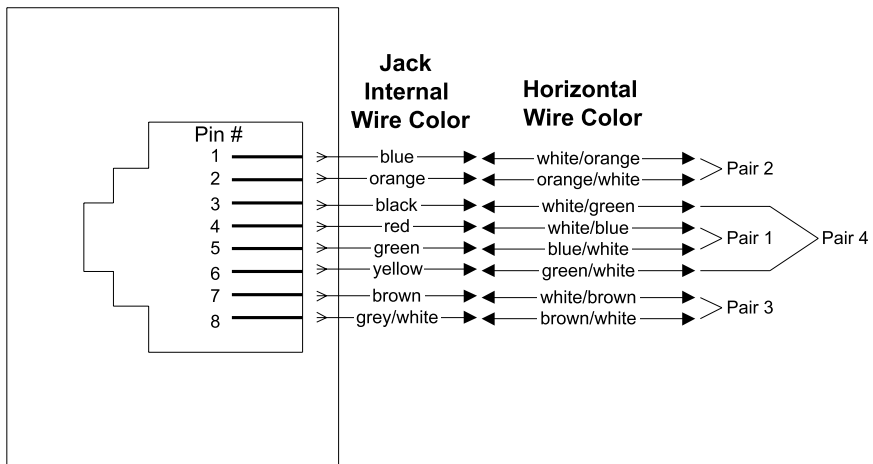 Jack
Internal
Wire Color
Horizontal
Wire Color
Pin #
1 blue white/orange
2 orange orange/white Pair 2
3 black white/green
4 red white/blue
5 green blue/white Pair 1 Pair 4
6 yellow green/white
7 brown white/brown
8 grey/white brown/white Pair 3